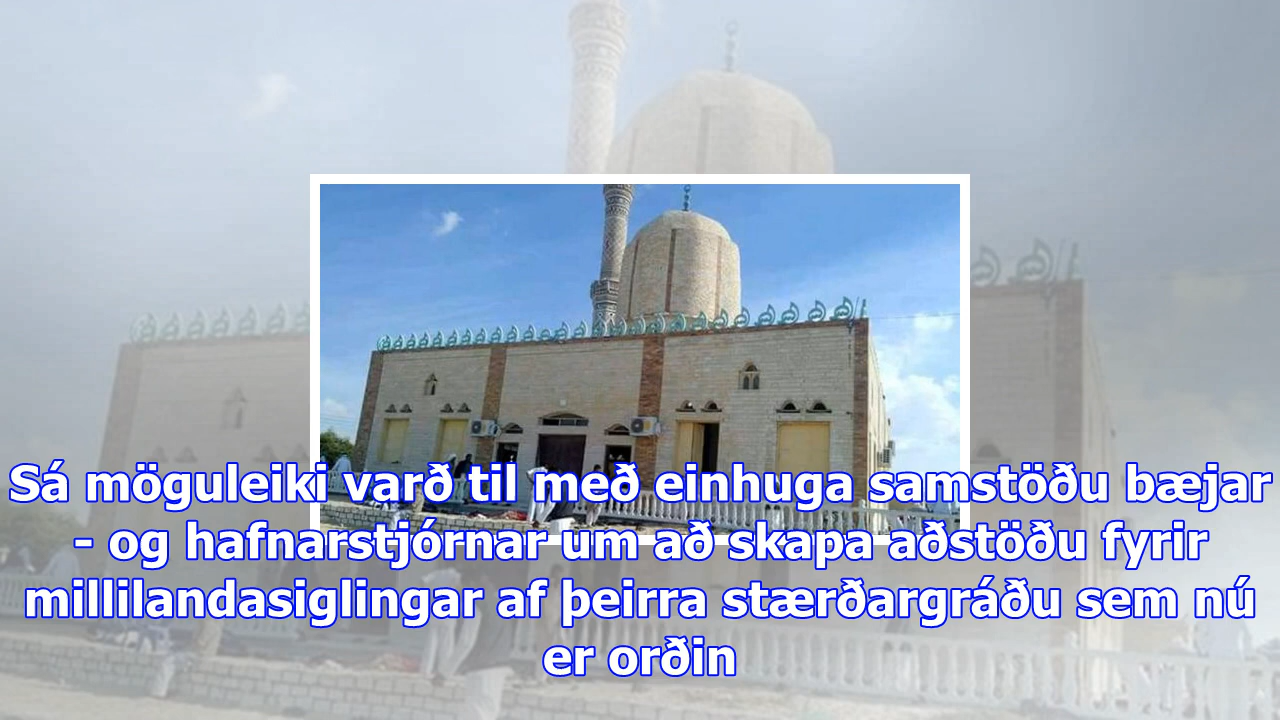 Sá möguleiki varð til með einhuga samstöðu bæjar
- og hafnarstjórnar um að skapa aðstöðu fyrir
millilandasiglingar af þeirra stærðargráðu sem nú
er orðin